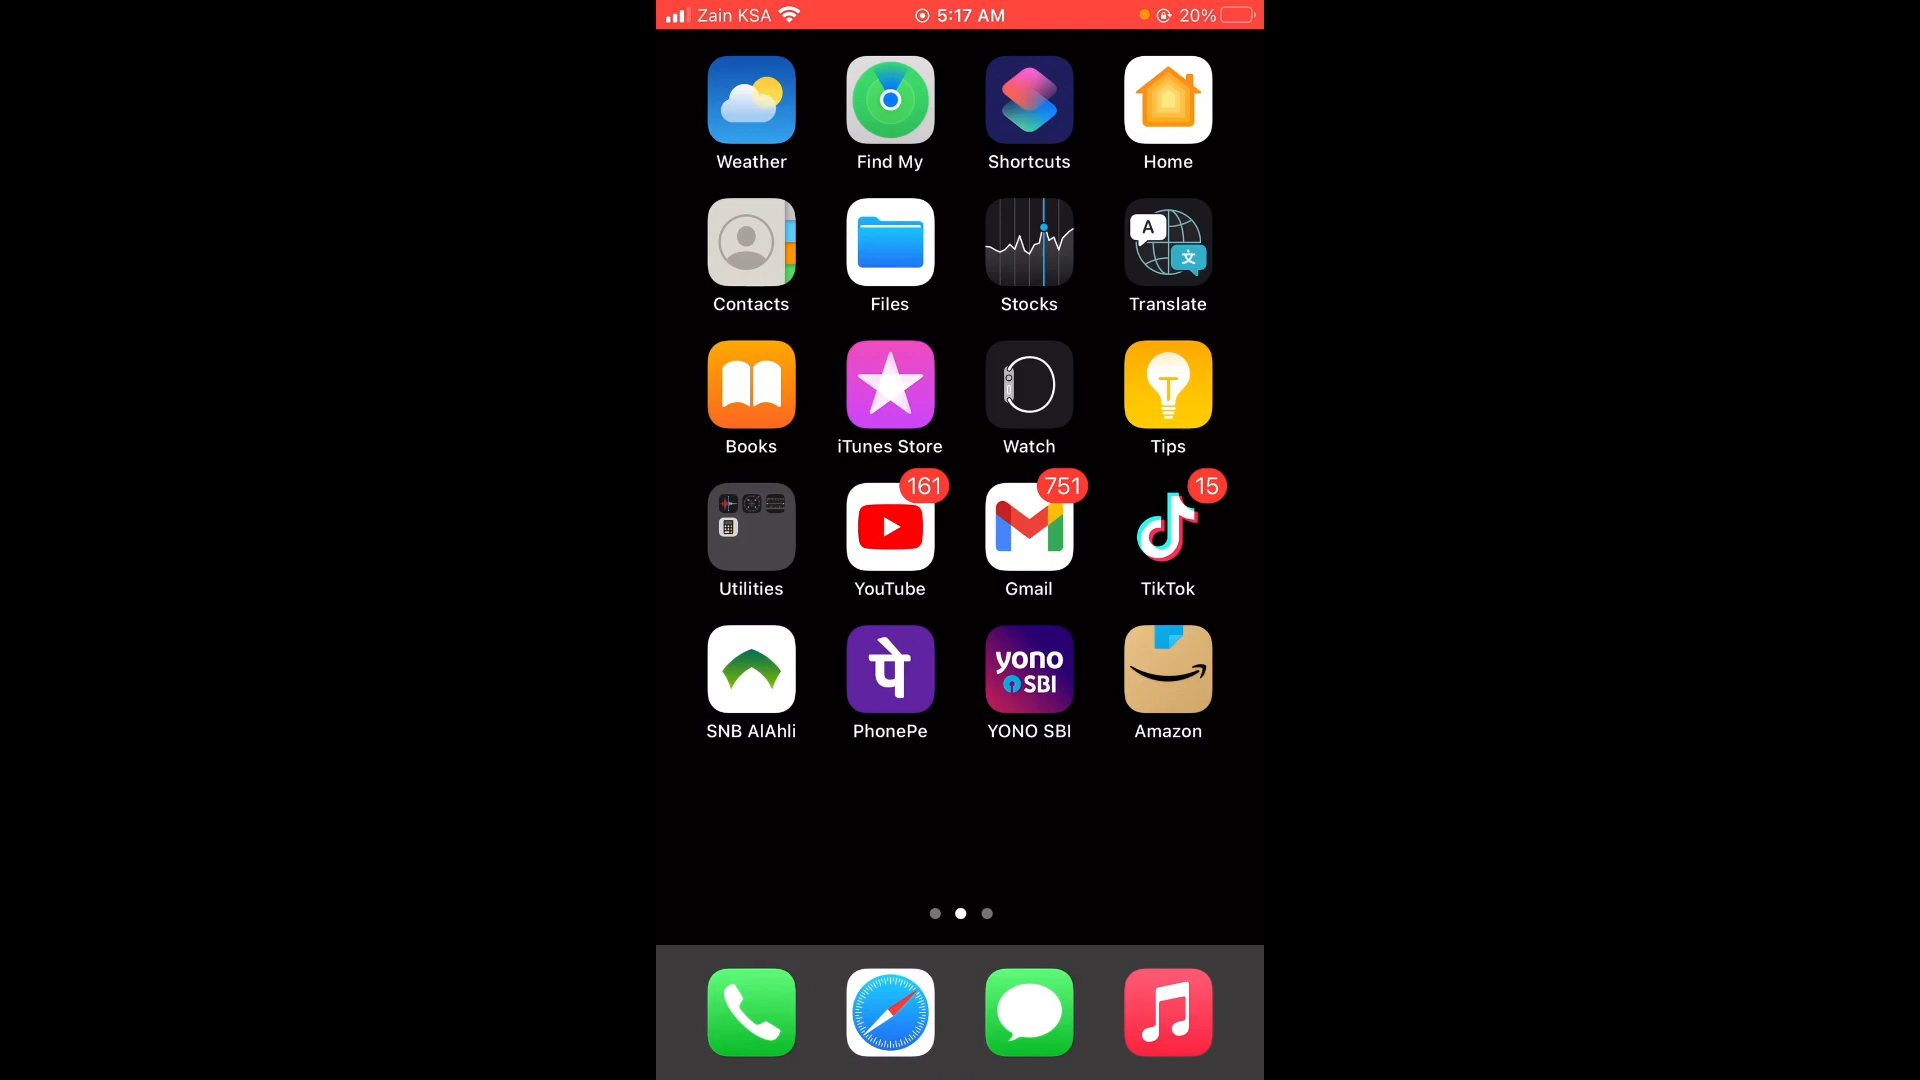 Zain KSA 5:17 AM 20%
Weather Find My Shortcuts Home
A 文
Contacts Files Stocks Translate
Books iTunes Store Watch Tips
161 751 15
Utilities YouTube Gmail TikTok
पे yono SBI
SNB AlAhli PhonePe YONO SBI Amazon